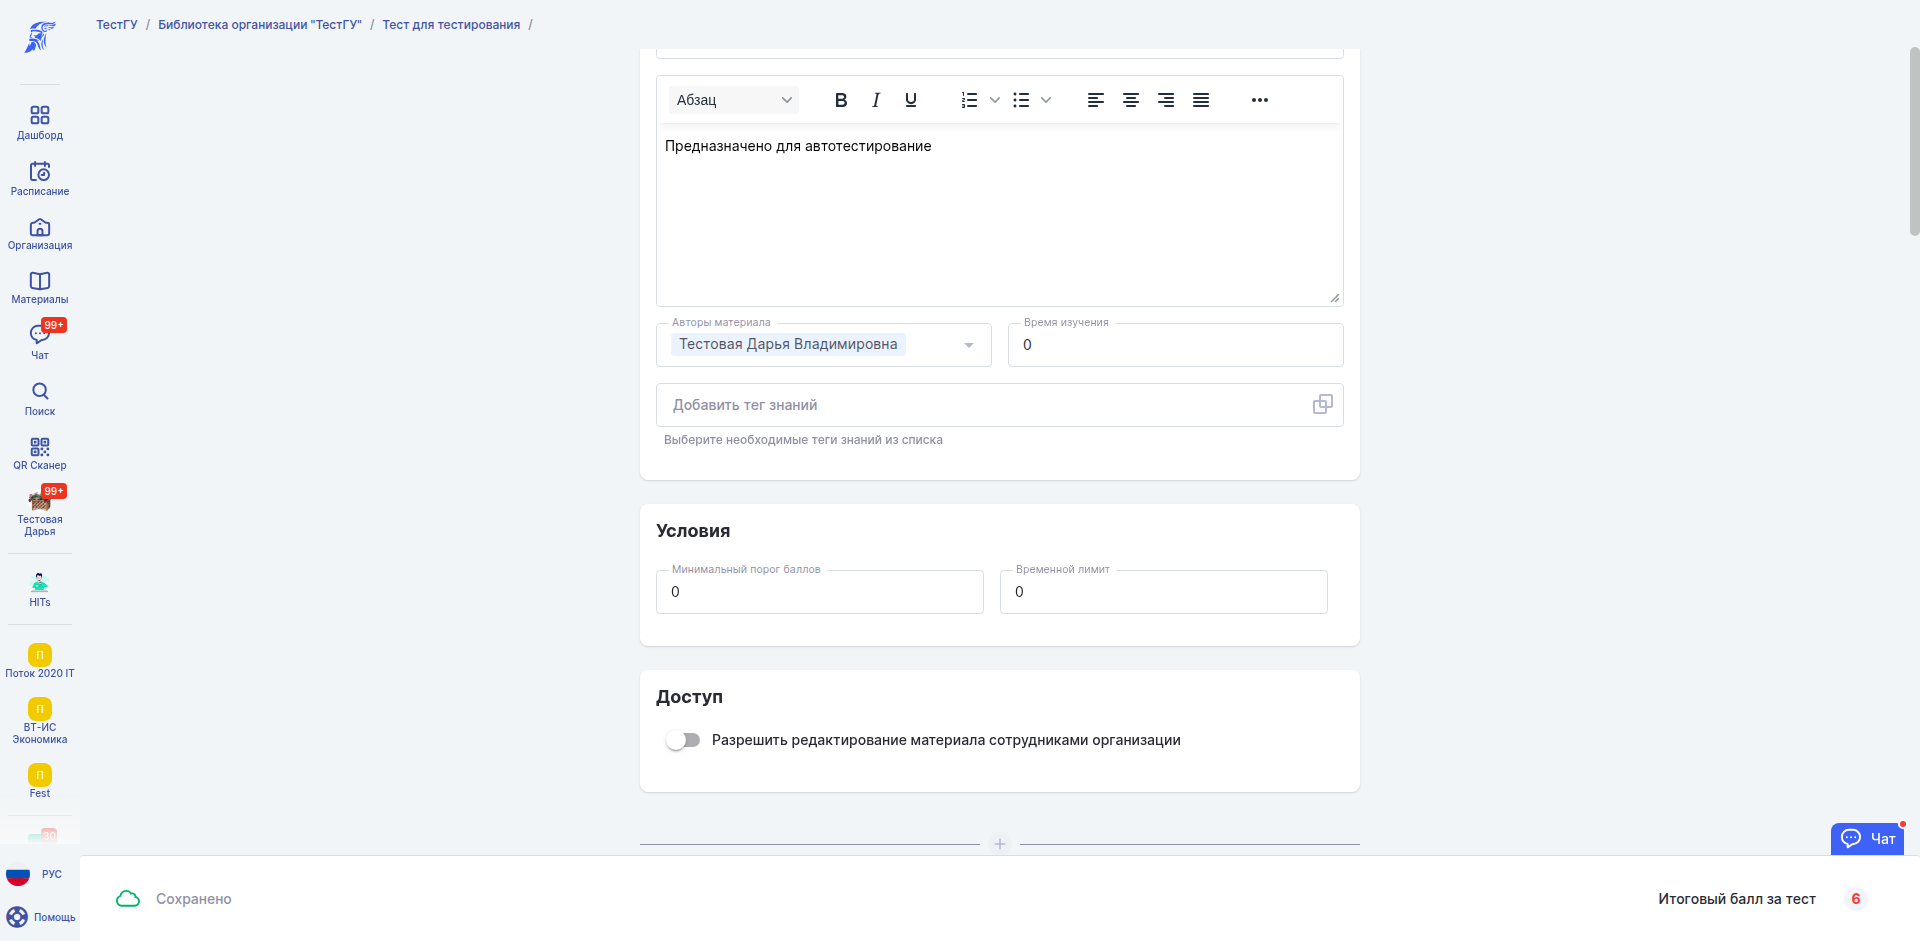 ТестГУ / Библиотека организации "ТестГУ" / Тест для тестирования /
Дашборд
Расписание
Организация
Материалы
99+
Чат
Поиск
QR Сканер
99+
Тестовая
Дарья
HITs
П
Поток 2020 IT
П
ВТ-ИС
Экономика
П
Fest
30
РУС
Помощь
Абзац
B I U
Предназначено для автотестирование
Авторы материала
Тестовая Дарья Владимировна
Время изучения
0
Добавить тег знаний
Выберите необходимые теги знаний из списка
Условия
Минимальный порог баллов
0
Временной лимит
0
Доступ
Разрешить редактирование материала сотрудниками организации
Чат
Сохранено
Итоговый балл за тест 6